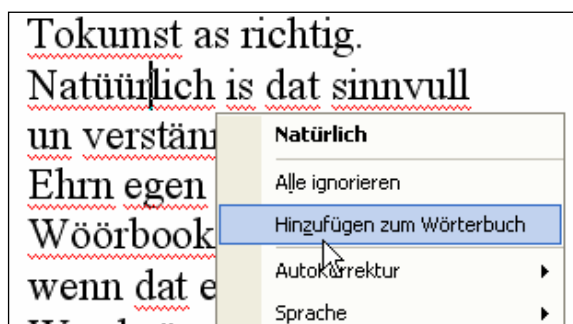 Tokumst as richtig.
Natüürlich is dat sinnvull
un
Ehrn egen
Wöörbook
wenn dat
Natürlich
Alle ignorieren
Hinzufügen zum Wörterbuch
Autokorrektur
Sprache